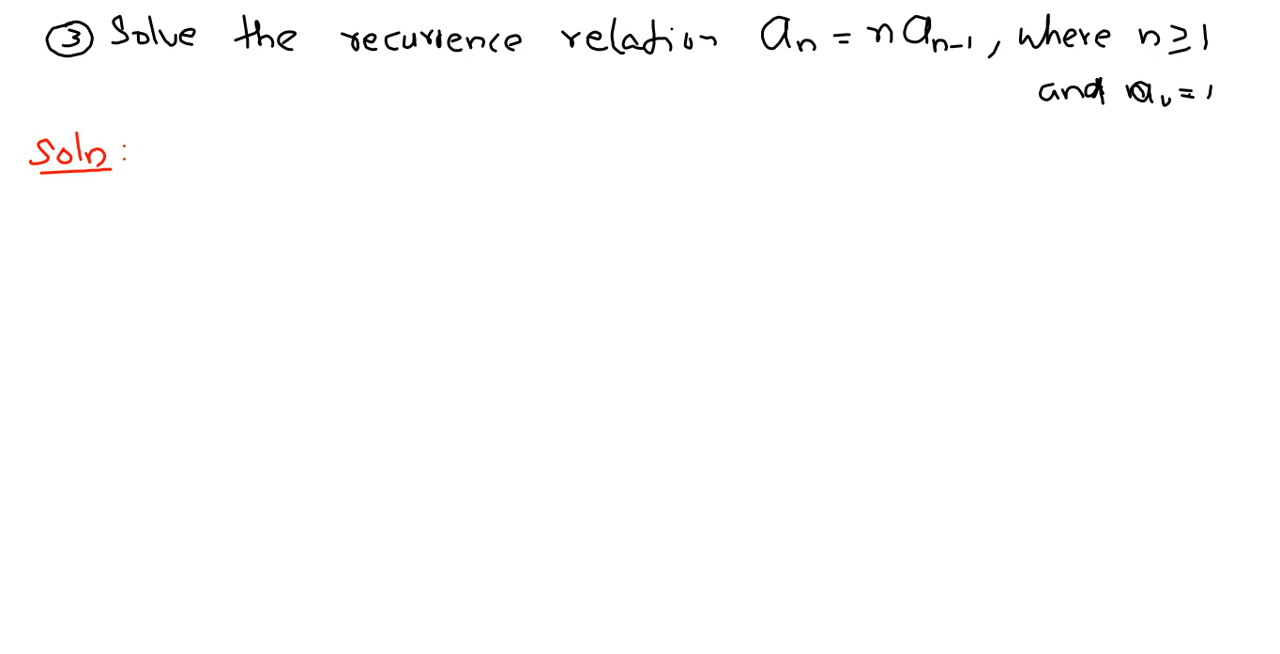 ③ Solve the recurrence relation aₙ = n aₙ₋₁, where n ≥ 1
and a₀ = 1
Soln :